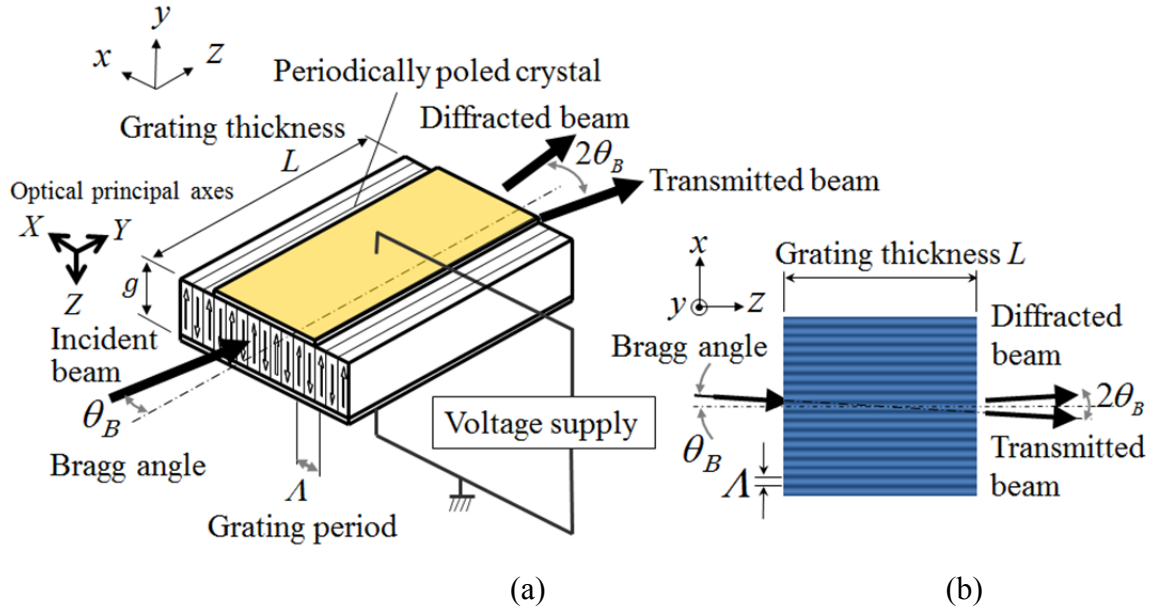 y
x
z
Periodically poled crystal
Grating thickness
Diffracted beam
L
2θB
Transmitted beam
Optical principal axes
X
Y
Z
g
Incident
beam
θB
Bragg angle
Λ
Grating period
Voltage supply
(a)
x
y
z
Grating thickness L
Bragg angle
Diffracted
beam
θB
2θB
Transmitted
beam
Λ
(b)